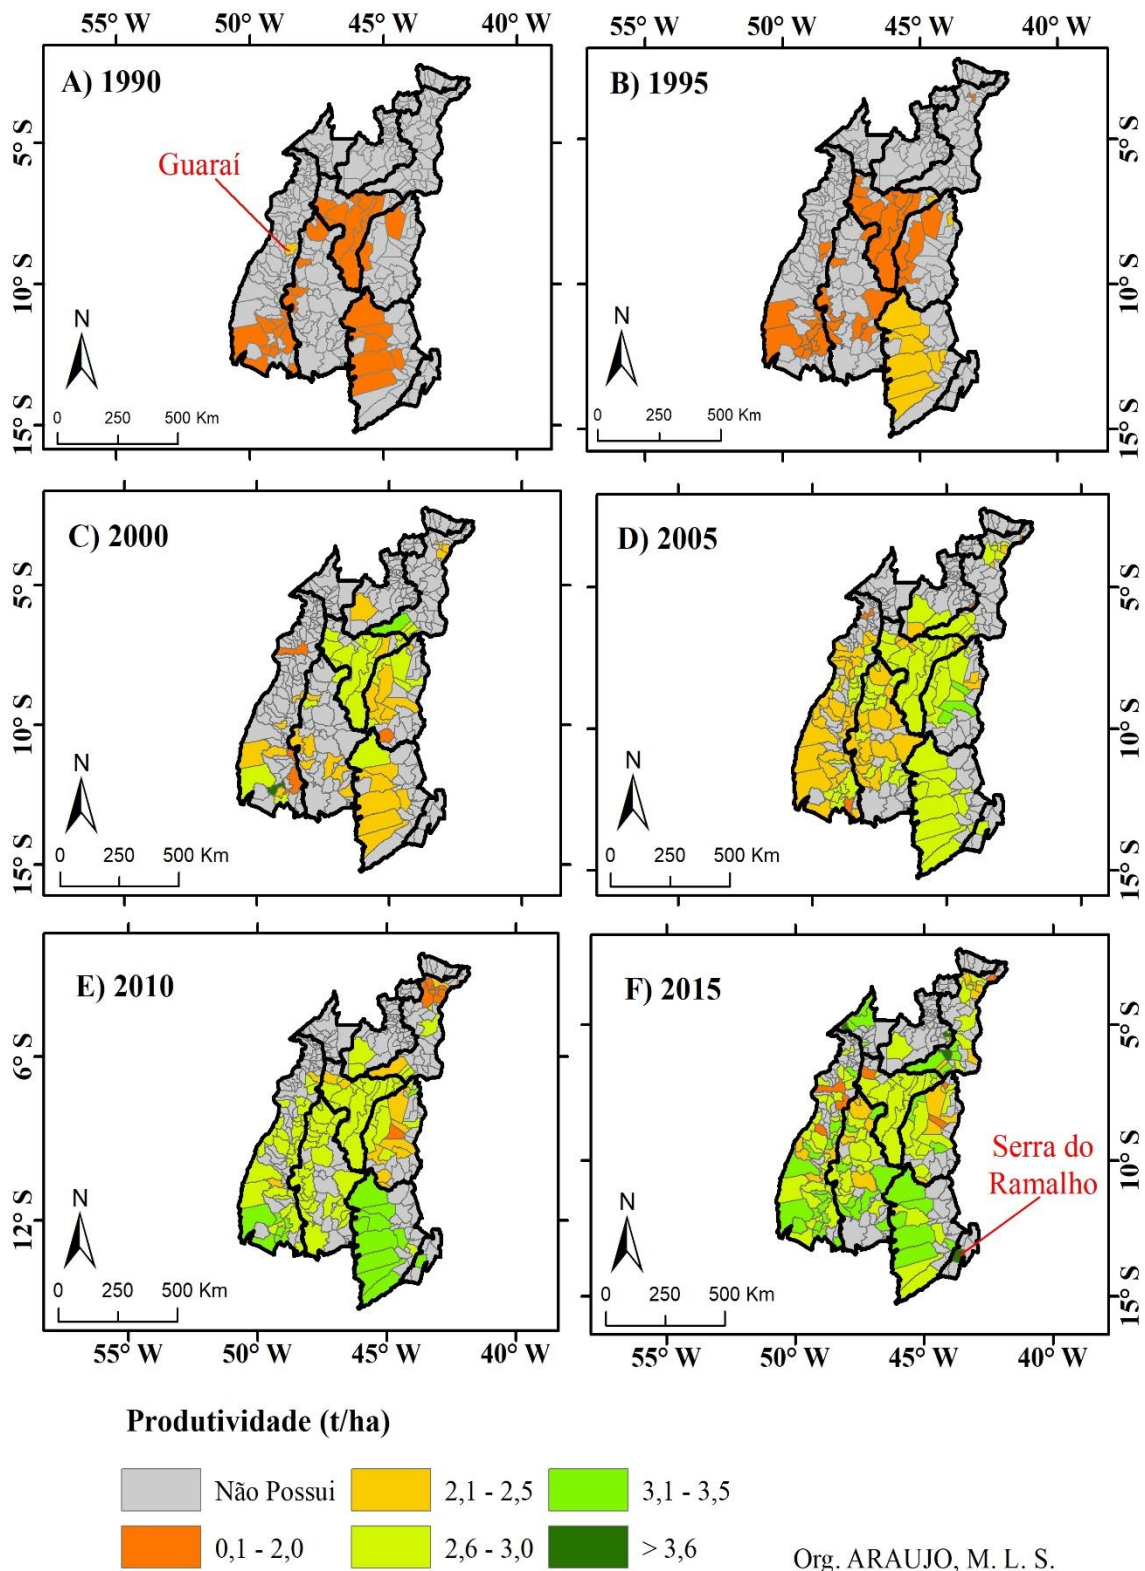 55° W 50° W 45° W 40° W
55° W 50° W 45° W 40° W
A) 1990
B) 1995
5° S
5° S
Guaraí
10° S
10° S
N
N
0 250 500 Km
0 250 500 Km
15° S
15° S
C) 2000
D) 2005
5° S
5° S
10° S
10° S
N
N
0 250 500 Km
0 250 500 Km
15° S
15° S
E) 2010
F) 2015
6° S
5° S
10° S
Serra do
Ramalho
12° S
N
N
0 250 500 Km
0 250 500 Km
15° S
55° W 50° W 45° W 40° W
55° W 50° W 45° W 40° W
Produtividade (t/ha)
Não Possui 2,1 - 2,5 3,1 - 3,5
0,1 - 2,0 2,6 - 3,0 > 3,6
Org. ARAUJO, M. L. S.